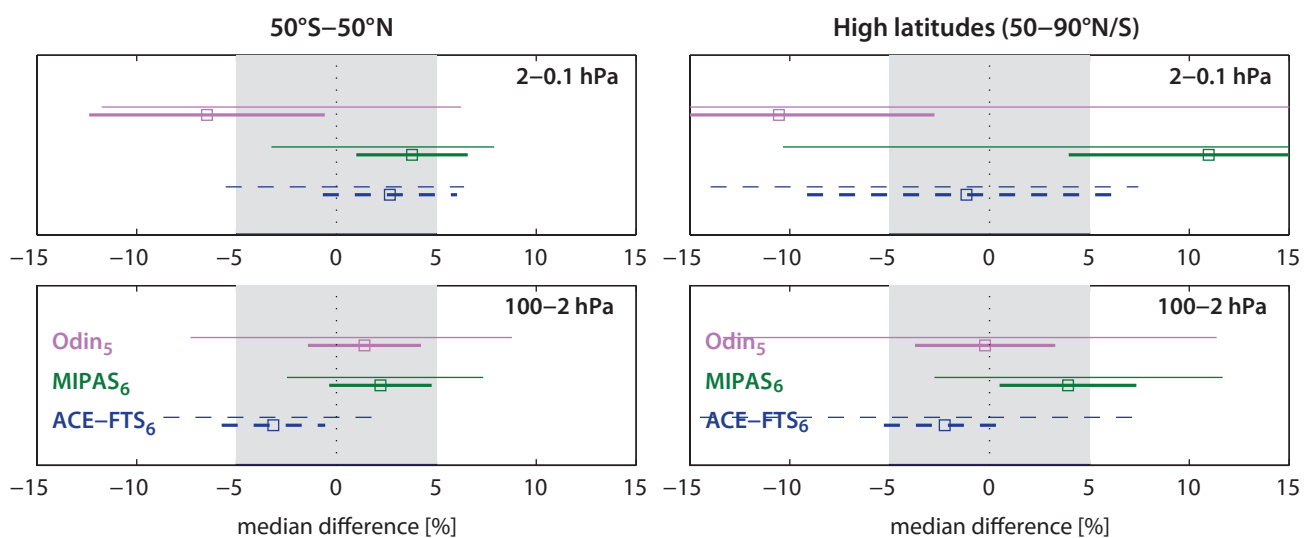 50°S−50°N
2−0.1 hPa
−15 −10 −5 0 5 10 15
100−2 hPa
Odin5
MIPAS6
ACE−FTS6
−15 −10 −5 0 5 10 15
median difference [%]
High latitudes (50−90°N/S)
2−0.1 hPa
−15 −10 −5 0 5 10 15
100−2 hPa
Odin5
MIPAS6
ACE−FTS6
−15 −10 −5 0 5 10 15
median difference [%]